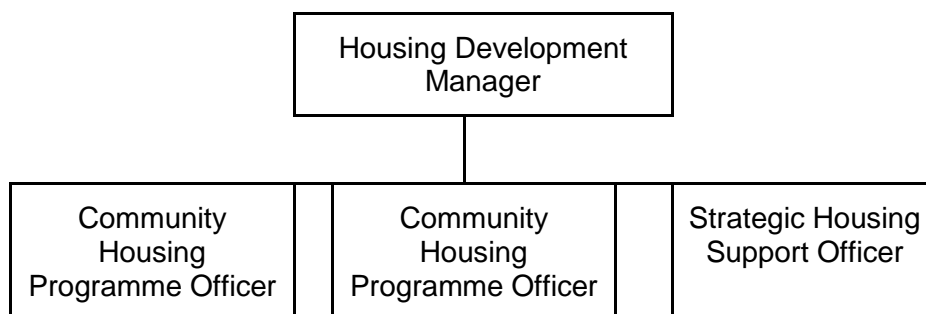 Housing Development
Manager
Community
Housing
Programme Officer
Community
Housing
Programme Officer
Strategic Housing
Support Officer